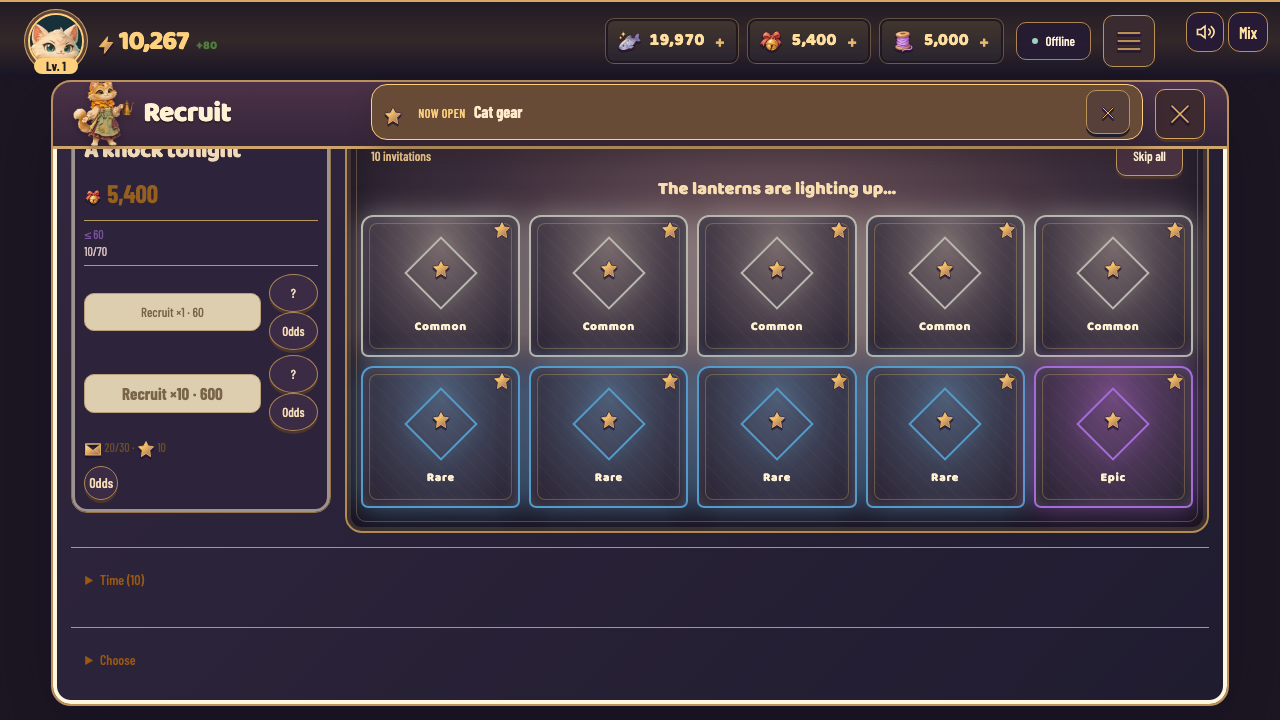 10,267 +80
Lv. 1
19,970 +
5,400 +
5,000 +
Offline
Mix
Recruit
NOW OPEN Cat gear
A knock tonight
5,400
≤ 60
10/70
Recruit ×1 · 60
?
Odds
Recruit ×10 · 600
?
Odds
20/30 · 10
Odds
10 invitations
Skip all
The lanterns are lighting up...
Common
Common
Common
Common
Common
Rare
Rare
Rare
Rare
Epic
Time (10)
Choose